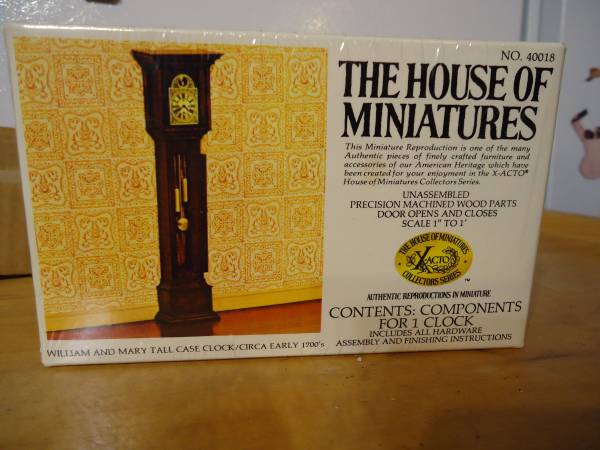 NO. 40018
THE HOUSE OF
MINIATURES
This Miniature Reproduction is one of the many
Authentic pieces of finely crafted furniture and
accessories of our American Heritage which have
been created for your enjoyment in the X-ACTO®
House of Miniatures Collectors Series.
UNASSEMBLED
PRECISION MACHINED WOOD PARTS
DOOR OPENS AND CLOSES
SCALE 1" TO 1'
THE HOUSE OF MINIATURES
X-ACTO
COLLECTORS SERIES
™
AUTHENTIC REPRODUCTIONS IN MINIATURE
CONTENTS: COMPONENTS
FOR 1 CLOCK
INCLUDES ALL HARDWARE
ASSEMBLY AND FINISHING INSTRUCTIONS
WILLIAM AND MARY TALL CASE CLOCK/CIRCA EARLY 1700's